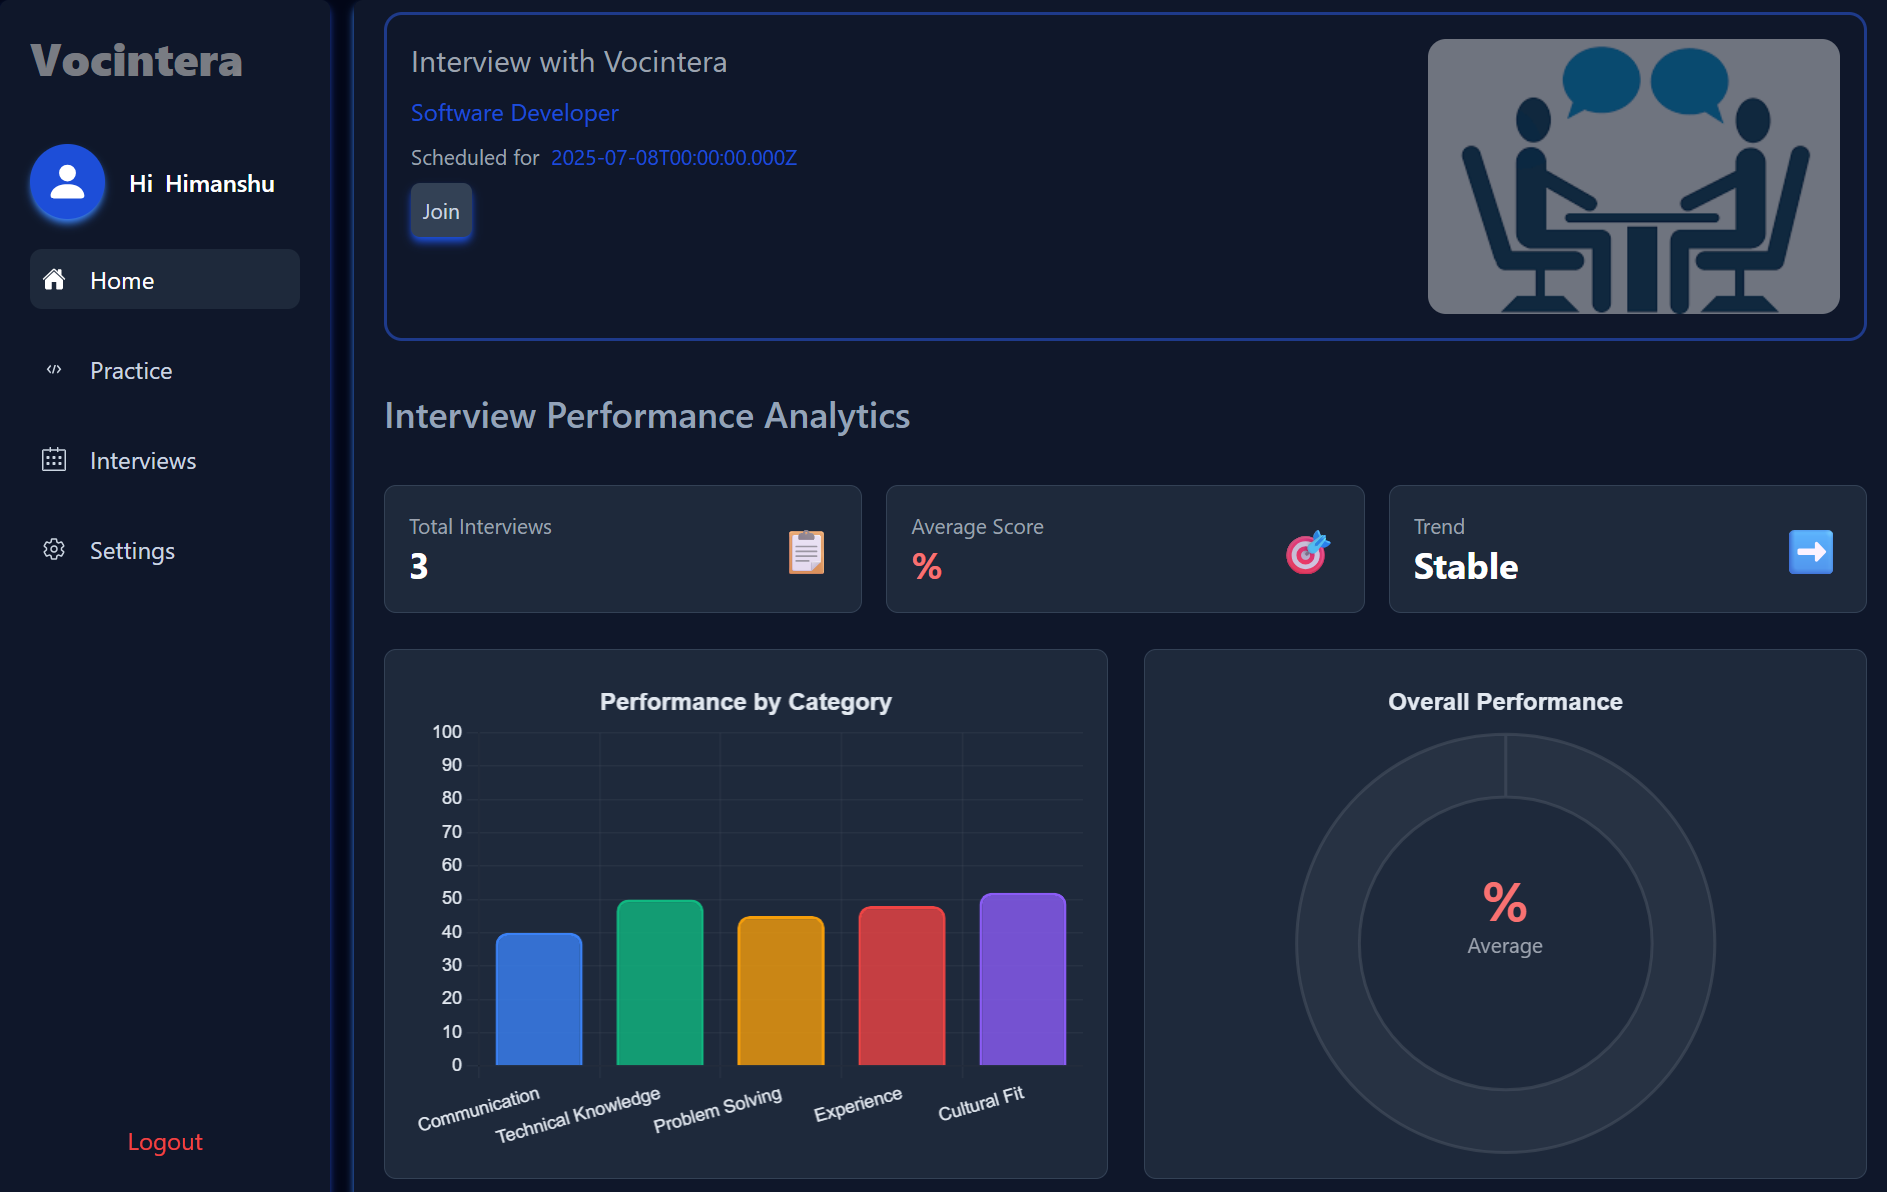 Vocintera
Hi Himanshu
Home
Practice
Interviews
Settings
Logout
Interview with Vocintera
Software Developer
Scheduled for 2025-07-08T00:00:00.000Z
Join
Interview Performance Analytics
Total Interviews
3
Average Score
%
Trend
Stable
Performance by Category
100
90
80
70
60
50
40
30
20
10
0
Communication
Technical Knowledge
Problem Solving
Experience
Cultural Fit
Overall Performance
%
Average